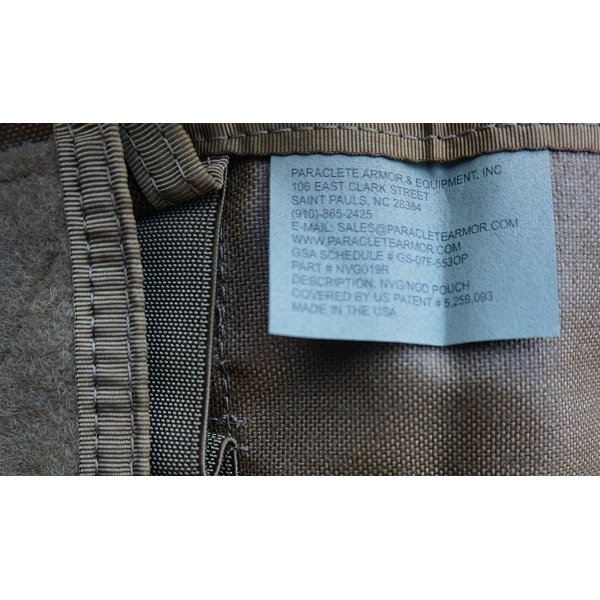 PARACLETE ARMOR & EQUIPMENT, INC.
106 EAST CLARK STREET
SAINT PAULS, NC 28384
(910)-865-2425
E-MAIL: SALES@PARACLETEARMOR.COM
WWW.PARACLETEARMOR.COM
GSA SCHEDULE # GS-07F-5530P
PART # NVG019R
DESCRIPTION: NVG/NOD POUCH
COVERED BY US PATENT # 5,259,093
MADE IN THE USA